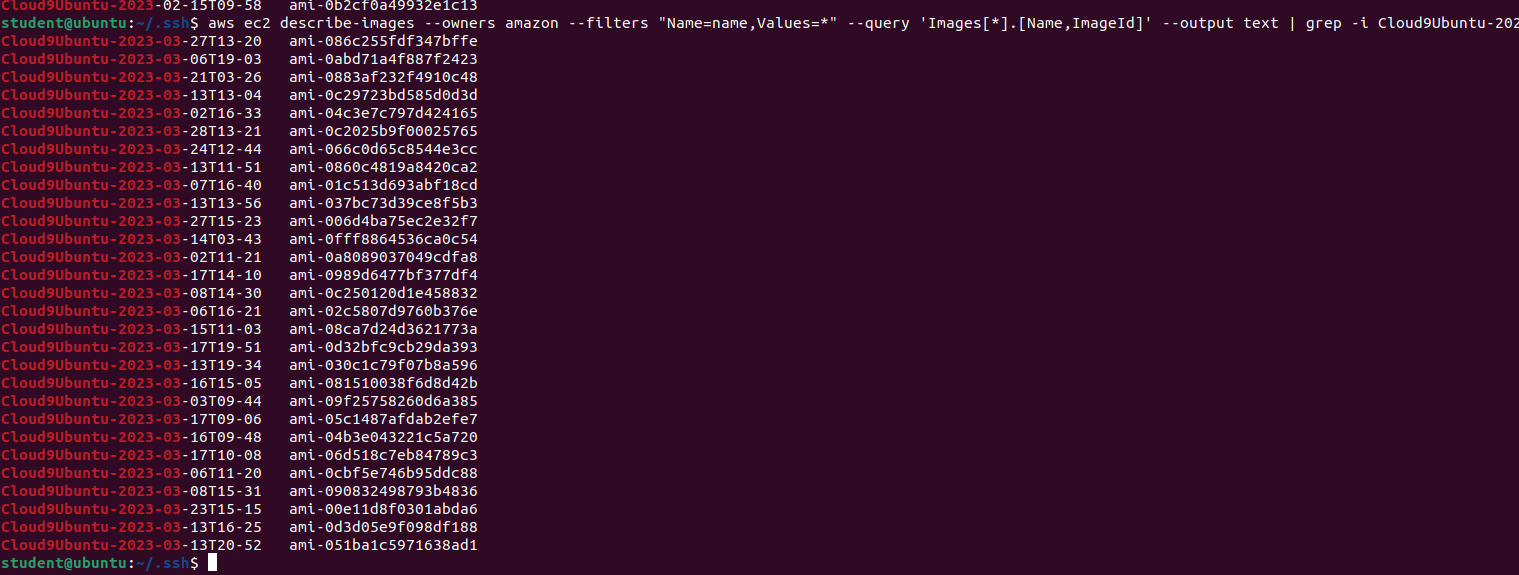 Cloud9Ubuntu-2023-02-15T09-58   ami-0b2cf0a49932e1c13
student@ubuntu:~/.ssh$ aws ec2 describe-images --owners amazon --filters "Name=name,Values=*" --query 'Images[*].[Name,ImageId]' --output text | grep -i Cloud9Ubuntu-202
Cloud9Ubuntu-2023-03-27T13-20   ami-086c255fdf347bffe
Cloud9Ubuntu-2023-03-06T19-03   ami-0abd71a4f887f2423
Cloud9Ubuntu-2023-03-21T03-26   ami-0883af232f4910c48
Cloud9Ubuntu-2023-03-13T13-04   ami-0c29723bd585d0d3d
Cloud9Ubuntu-2023-03-02T16-33   ami-04c3e7c797d424165
Cloud9Ubuntu-2023-03-28T13-21   ami-0c2025b9f00025765
Cloud9Ubuntu-2023-03-24T12-44   ami-066c0d65c8544e3cc
Cloud9Ubuntu-2023-03-13T11-51   ami-0860c4819a8420ca2
Cloud9Ubuntu-2023-03-07T16-40   ami-01c513d693abf18cd
Cloud9Ubuntu-2023-03-13T13-56   ami-037bc73d39ce8f5b3
Cloud9Ubuntu-2023-03-27T15-23   ami-006d4ba75ec2e32f7
Cloud9Ubuntu-2023-03-14T03-43   ami-0fff8864536ca0c54
Cloud9Ubuntu-2023-03-02T11-21   ami-0a8089037049cdfa8
Cloud9Ubuntu-2023-03-17T14-10   ami-0989d6477bf377df4
Cloud9Ubuntu-2023-03-08T14-30   ami-0c250120d1e458832
Cloud9Ubuntu-2023-03-06T16-21   ami-02c5807d9760b376e
Cloud9Ubuntu-2023-03-15T11-03   ami-08ca7d24d3621773a
Cloud9Ubuntu-2023-03-17T19-51   ami-0d32bfc9cb29da393
Cloud9Ubuntu-2023-03-13T19-34   ami-030c1c79f07b8a596
Cloud9Ubuntu-2023-03-16T15-05   ami-081510038f6d8d42b
Cloud9Ubuntu-2023-03-03T09-44   ami-09f25758260d6a385
Cloud9Ubuntu-2023-03-17T09-06   ami-05c1487afdab2efe7
Cloud9Ubuntu-2023-03-16T09-48   ami-04b3e043221c5a720
Cloud9Ubuntu-2023-03-17T10-08   ami-06d518c7eb84789c3
Cloud9Ubuntu-2023-03-06T11-20   ami-0cbf5e746b95ddc88
Cloud9Ubuntu-2023-03-08T15-31   ami-090832498793b4836
Cloud9Ubuntu-2023-03-23T15-15   ami-00e11d8f0301abda6
Cloud9Ubuntu-2023-03-13T16-25   ami-0d3d05e9f098df188
Cloud9Ubuntu-2023-03-13T20-52   ami-051ba1c5971638ad1
student@ubuntu:~/.ssh$